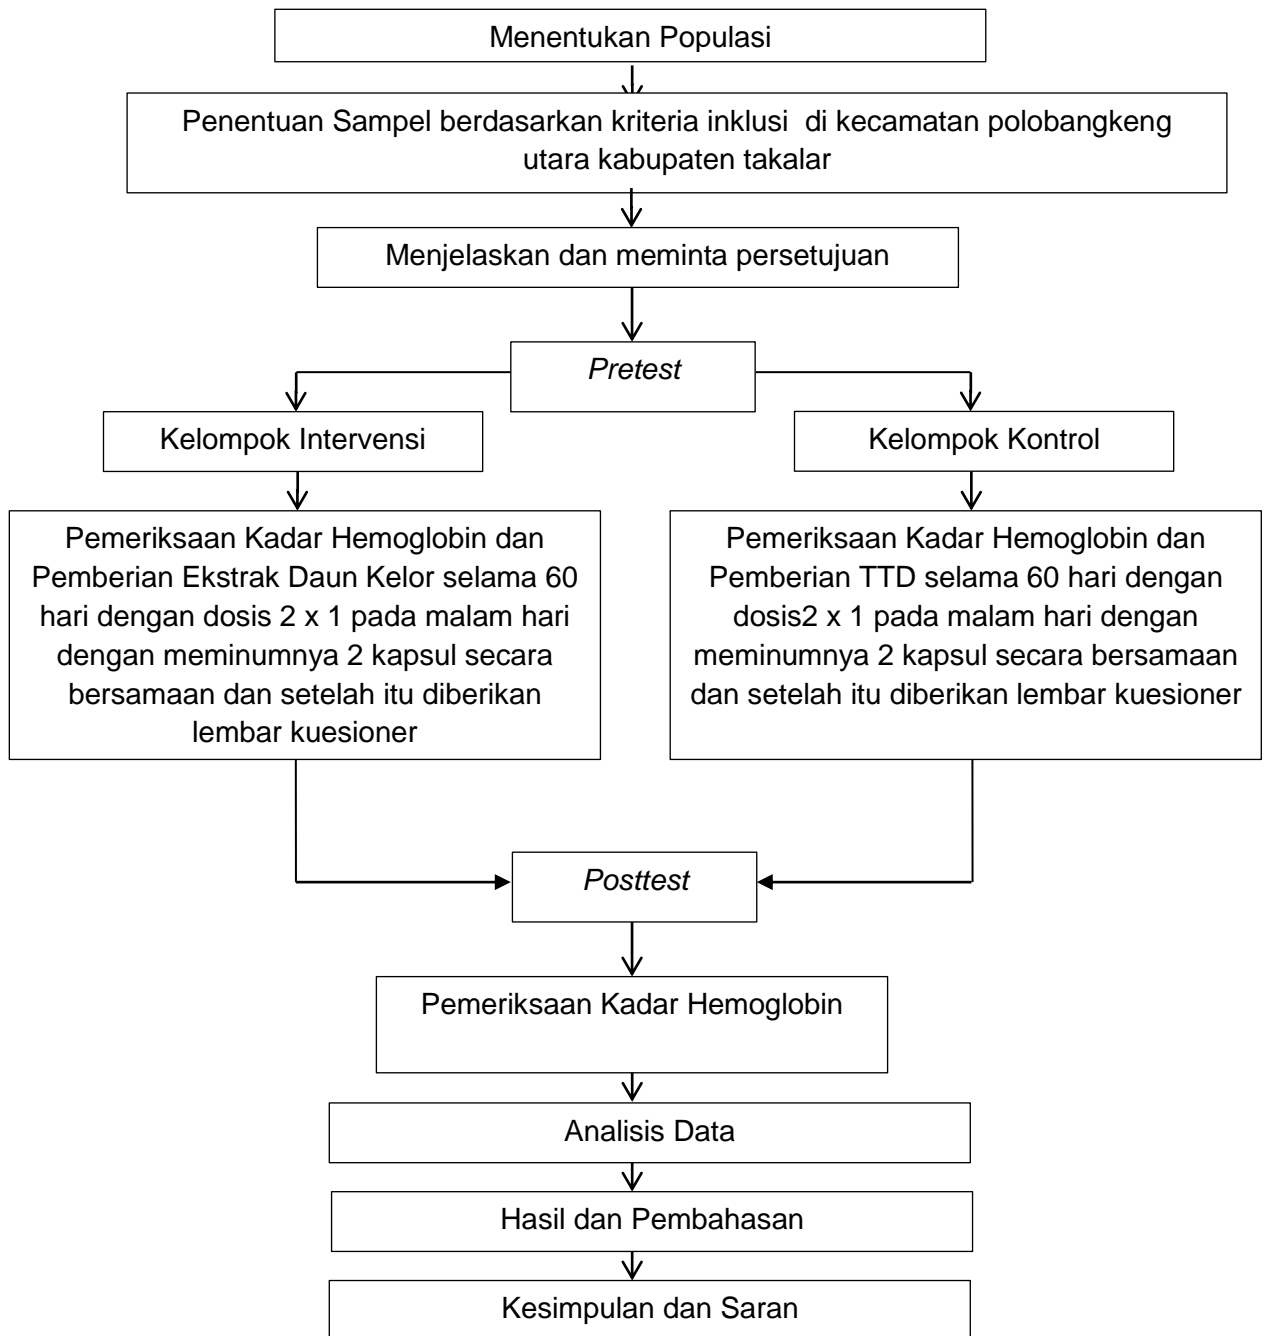 Menentukan Populasi
Penentuan Sampel berdasarkan kriteria inklusi di kecamatan polobangkeng
utara kabupaten takalar
Menjelaskan dan meminta persetujuan
Pretest
Kelompok Intervensi
Kelompok Kontrol
Pemeriksaan Kadar Hemoglobin dan
Pemberian Ekstrak Daun Kelor selama 60
hari dengan dosis 2 x 1 pada malam hari
dengan meminumnya 2 kapsul secara
bersamaan dan setelah itu diberikan
lembar kuesioner
Pemeriksaan Kadar Hemoglobin dan
Pemberian TTD selama 60 hari dengan
dosis2 x 1 pada malam hari dengan
meminumnya 2 kapsul secara bersamaan
dan setelah itu diberikan lembar kuesioner
Posttest
Pemeriksaan Kadar Hemoglobin
Analisis Data
Hasil dan Pembahasan
Kesimpulan dan Saran